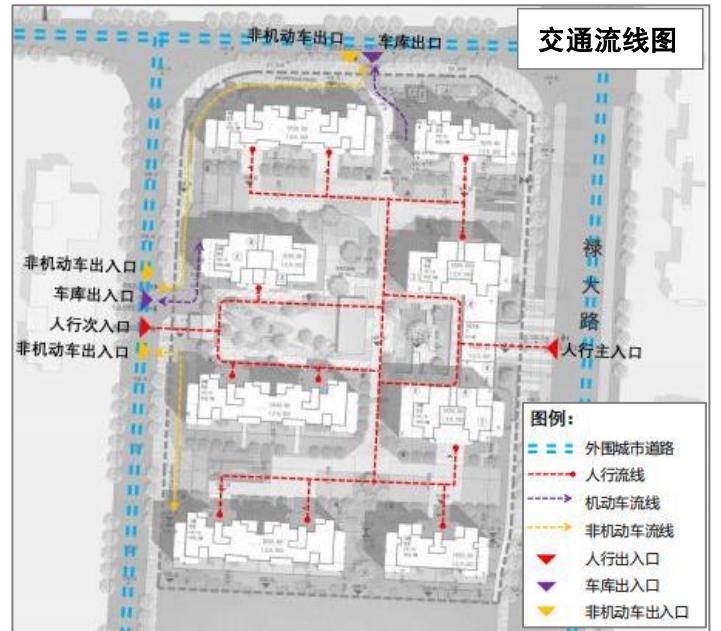 交通流线图
非机动车出口
车库出口
非机动车出入口
车库出入口
人行次入口
非机动车出入口
禄大路
人行主入口
图例：
外围城市道路
人行流线
机动车流线
非机动车流线
人行出入口
车库出入口
非机动车出入口